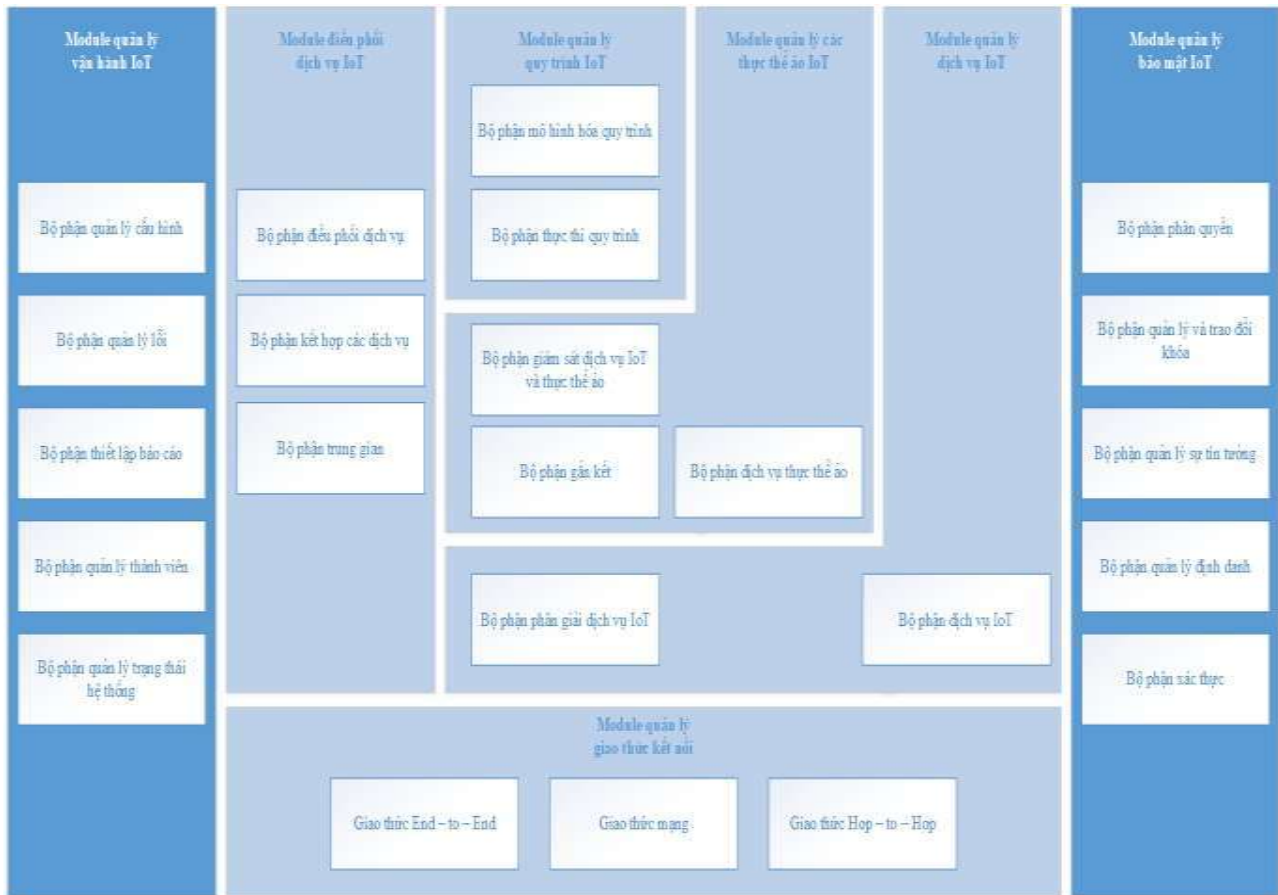 Module quản lý
vận hành IoT
Bộ phận quản lý cấu hình
Bộ phận quản lý lỗi
Bộ phận thiết lập báo cáo
Bộ phận quản lý thành viên
Bộ phận quản lý trạng thái
hệ thống
Module điều phối
dịch vụ IoT
Bộ phận điều phối dịch vụ
Bộ phận kết hợp các dịch vụ
Bộ phận trung gian
Module quản lý
quy trình IoT
Bộ phận mô hình hóa quy trình
Bộ phận thực thi quy trình
Module quản lý các
thực thể ảo IoT
Bộ phận giám sát dịch vụ IoT
và thực thể ảo
Bộ phận gắn kết
Bộ phận dịch vụ thực thể ảo
Module quản lý
dịch vụ IoT
Bộ phận phân giải dịch vụ IoT
Bộ phận dịch vụ IoT
Module quản lý
giao thức kết nối
Giao thức End – to – End
Giao thức mạng
Giao thức Hop – to – Hop
Module quản lý
bảo mật IoT
Bộ phận phân quyền
Bộ phận quản lý và trao đổi
khóa
Bộ phận quản lý sự tin tưởng
Bộ phận quản lý định danh
Bộ phận xác thực